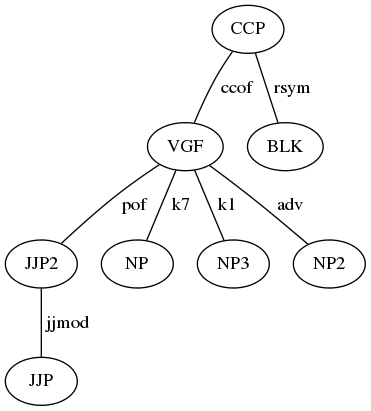 CCP
ccof rsym
VGF BLK
pof k7 k1 adv
JJP2 NP NP3 NP2
jjmod
JJP